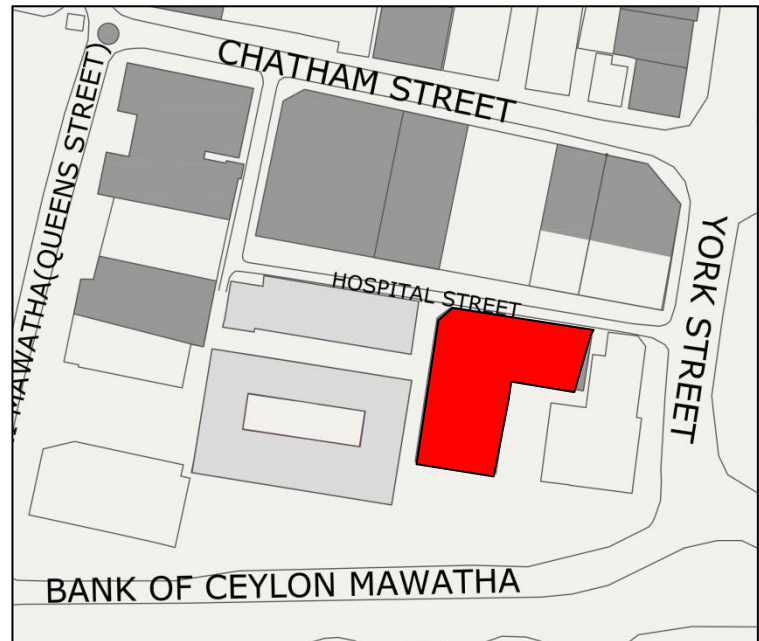 CHATHAM STREET
MAWATHA(QUEENS STREET)
YORK STREET
HOSPITAL STREET
BANK OF CEYLON MAWATHA